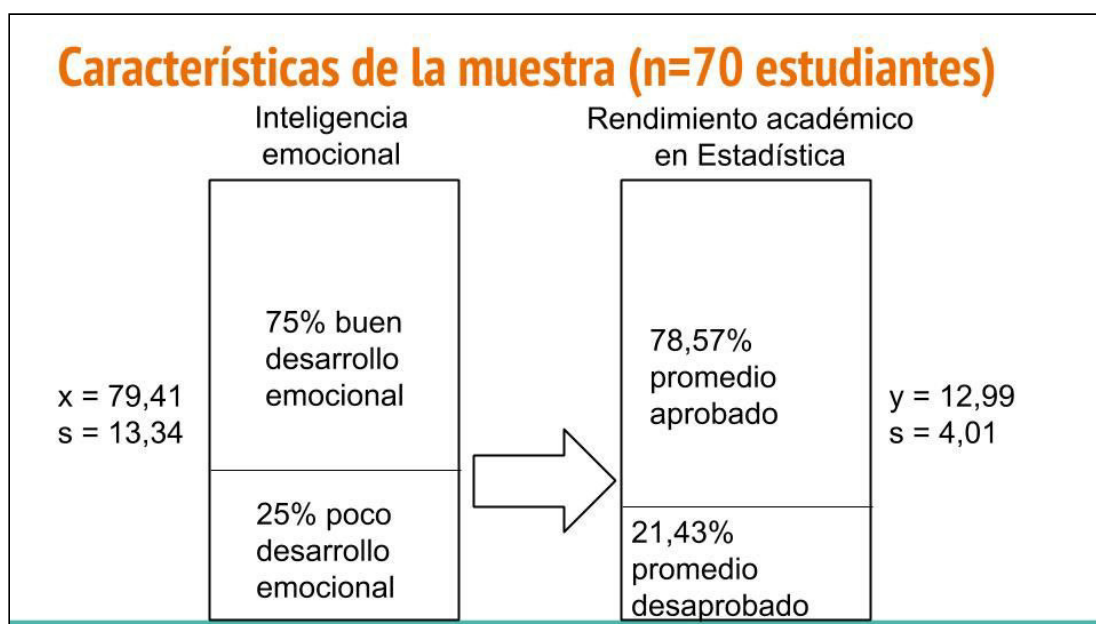 Características de la muestra (n=70 estudiantes)
Inteligencia
emocional
75% buen
desarrollo
emocional
25% poco
desarrollo
emocional
x = 79,41
s = 13,34
Rendimiento académico
en Estadística
78,57%
promedio
aprobado
21,43%
promedio
desaprobado
y = 12,99
s = 4,01